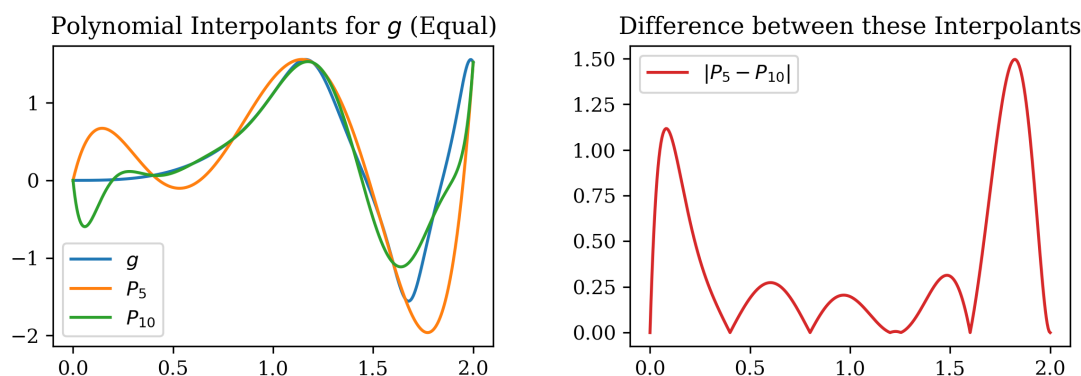 Polynomial Interpolants for g (Equal)
1
0
−1
−2
g
P5
P10
0.0 0.5 1.0 1.5 2.0
Difference between these Interpolants
1.50
1.25
1.00
0.75
0.50
0.25
0.00
|P5 − P10|
0.0 0.5 1.0 1.5 2.0